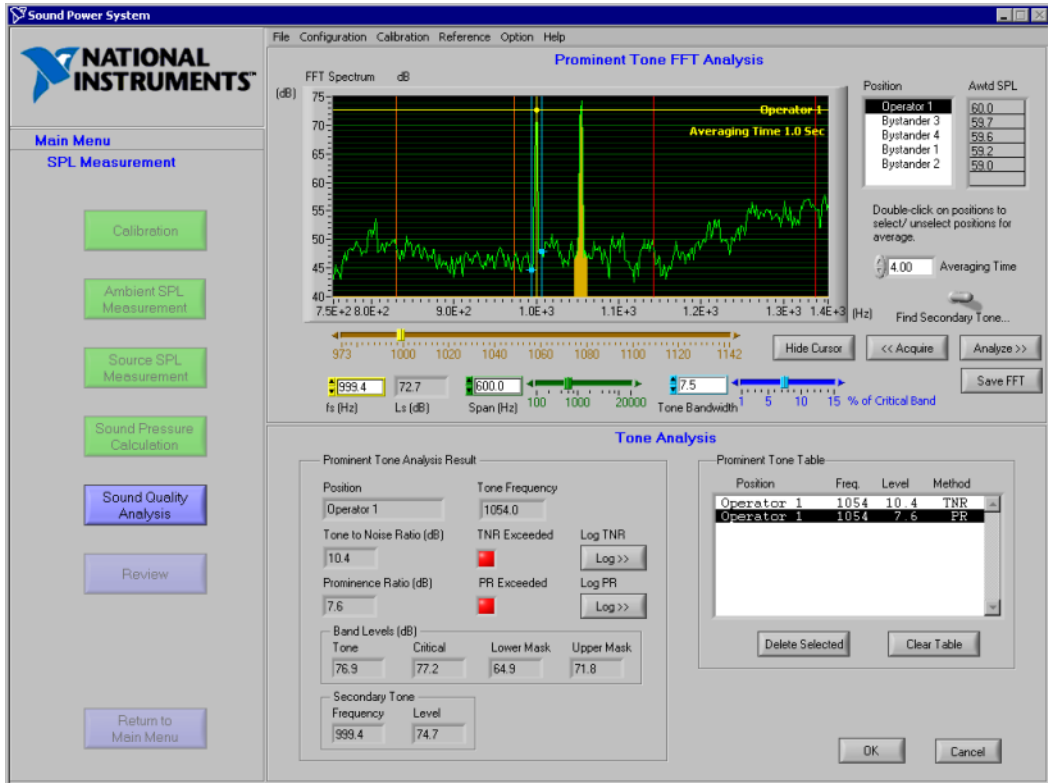 Sound Power System
NATIONAL
INSTRUMENTS™
Main Menu
SPL Measurement
Calibration
Ambient SPL
Measurement
Source SPL
Measurement
Sound Pressure
Calculation
Sound Quality
Analysis
Review
Return to
Main Menu
File Configuration Calibration Reference Option Help
Prominent Tone FFT Analysis
FFT Spectrum dB
(dB)
75-
70-
65-
60-
55-
50-
45-
40-
Operator 1
Averaging Time 1.0 Sec
7.5E+2 8.0E+2 9.0E+2 1.0E+3 1.1E+3 1.2E+3 1.3E+3 1.4E+3 (Hz)
Position Awtd SPL
Operator 1 60.0
Bystander 3 59.7
Bystander 4 59.6
Bystander 1 59.2
Bystander 2 59.0
Double-click on positions to
select/ unselect positions for
average.
4.00 Averaging Time
Find Secondary Tone...
973 1000 1020 1040 1060 1080 1100 1120 1142
Hide Cursor << Acquire Analyze >>
Save FFT
999.4 72.7 600.0 100 1000 20000 7.5 1 5 10 15 % of Critical Band
fs (Hz) Ls (dB) Span (Hz) Tone Bandwidth
Tone Analysis
Prominent Tone Analysis Result
Position Tone Frequency
Operator 1 1054.0
Tone to Noise Ratio (dB) TNR Exceeded Log TNR
10.4 Log >>
Prominence Ratio (dB) PR Exceeded Log PR
7.6 Log >>
Band Levels (dB)
Tone Critical Lower Mask Upper Mask
76.9 77.2 64.9 71.8
Secondary Tone
Frequency Level
999.4 74.7
Prominent Tone Table
Position Freq. Level Method
Operator 1 1054 10.4 TNR
Operator 1 1054 7.6 PR
Delete Selected Clear Table
OK Cancel